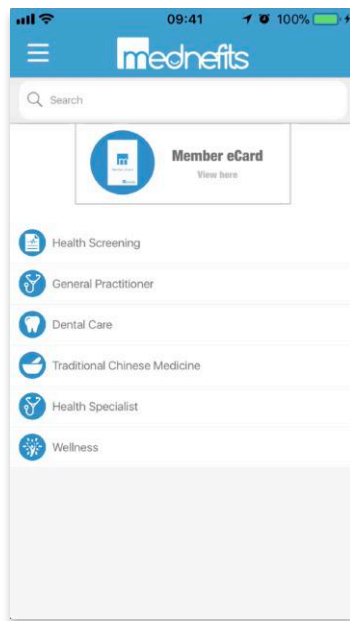 09:41
100%
mednefits
Search
Member eCard
View here
Health Screening
General Practitioner
Dental Care
Traditional Chinese Medicine
Health Specialist
Wellness